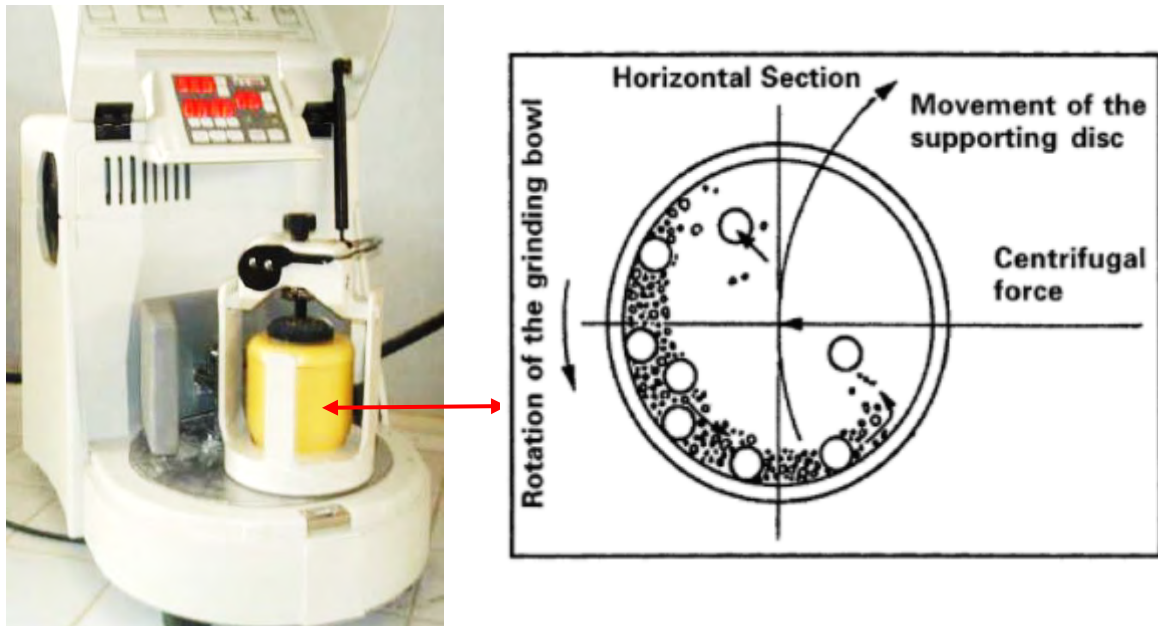 Horizontal Section
Movement of the
supporting disc
Centrifugal
force
Rotation of the grinding bowl